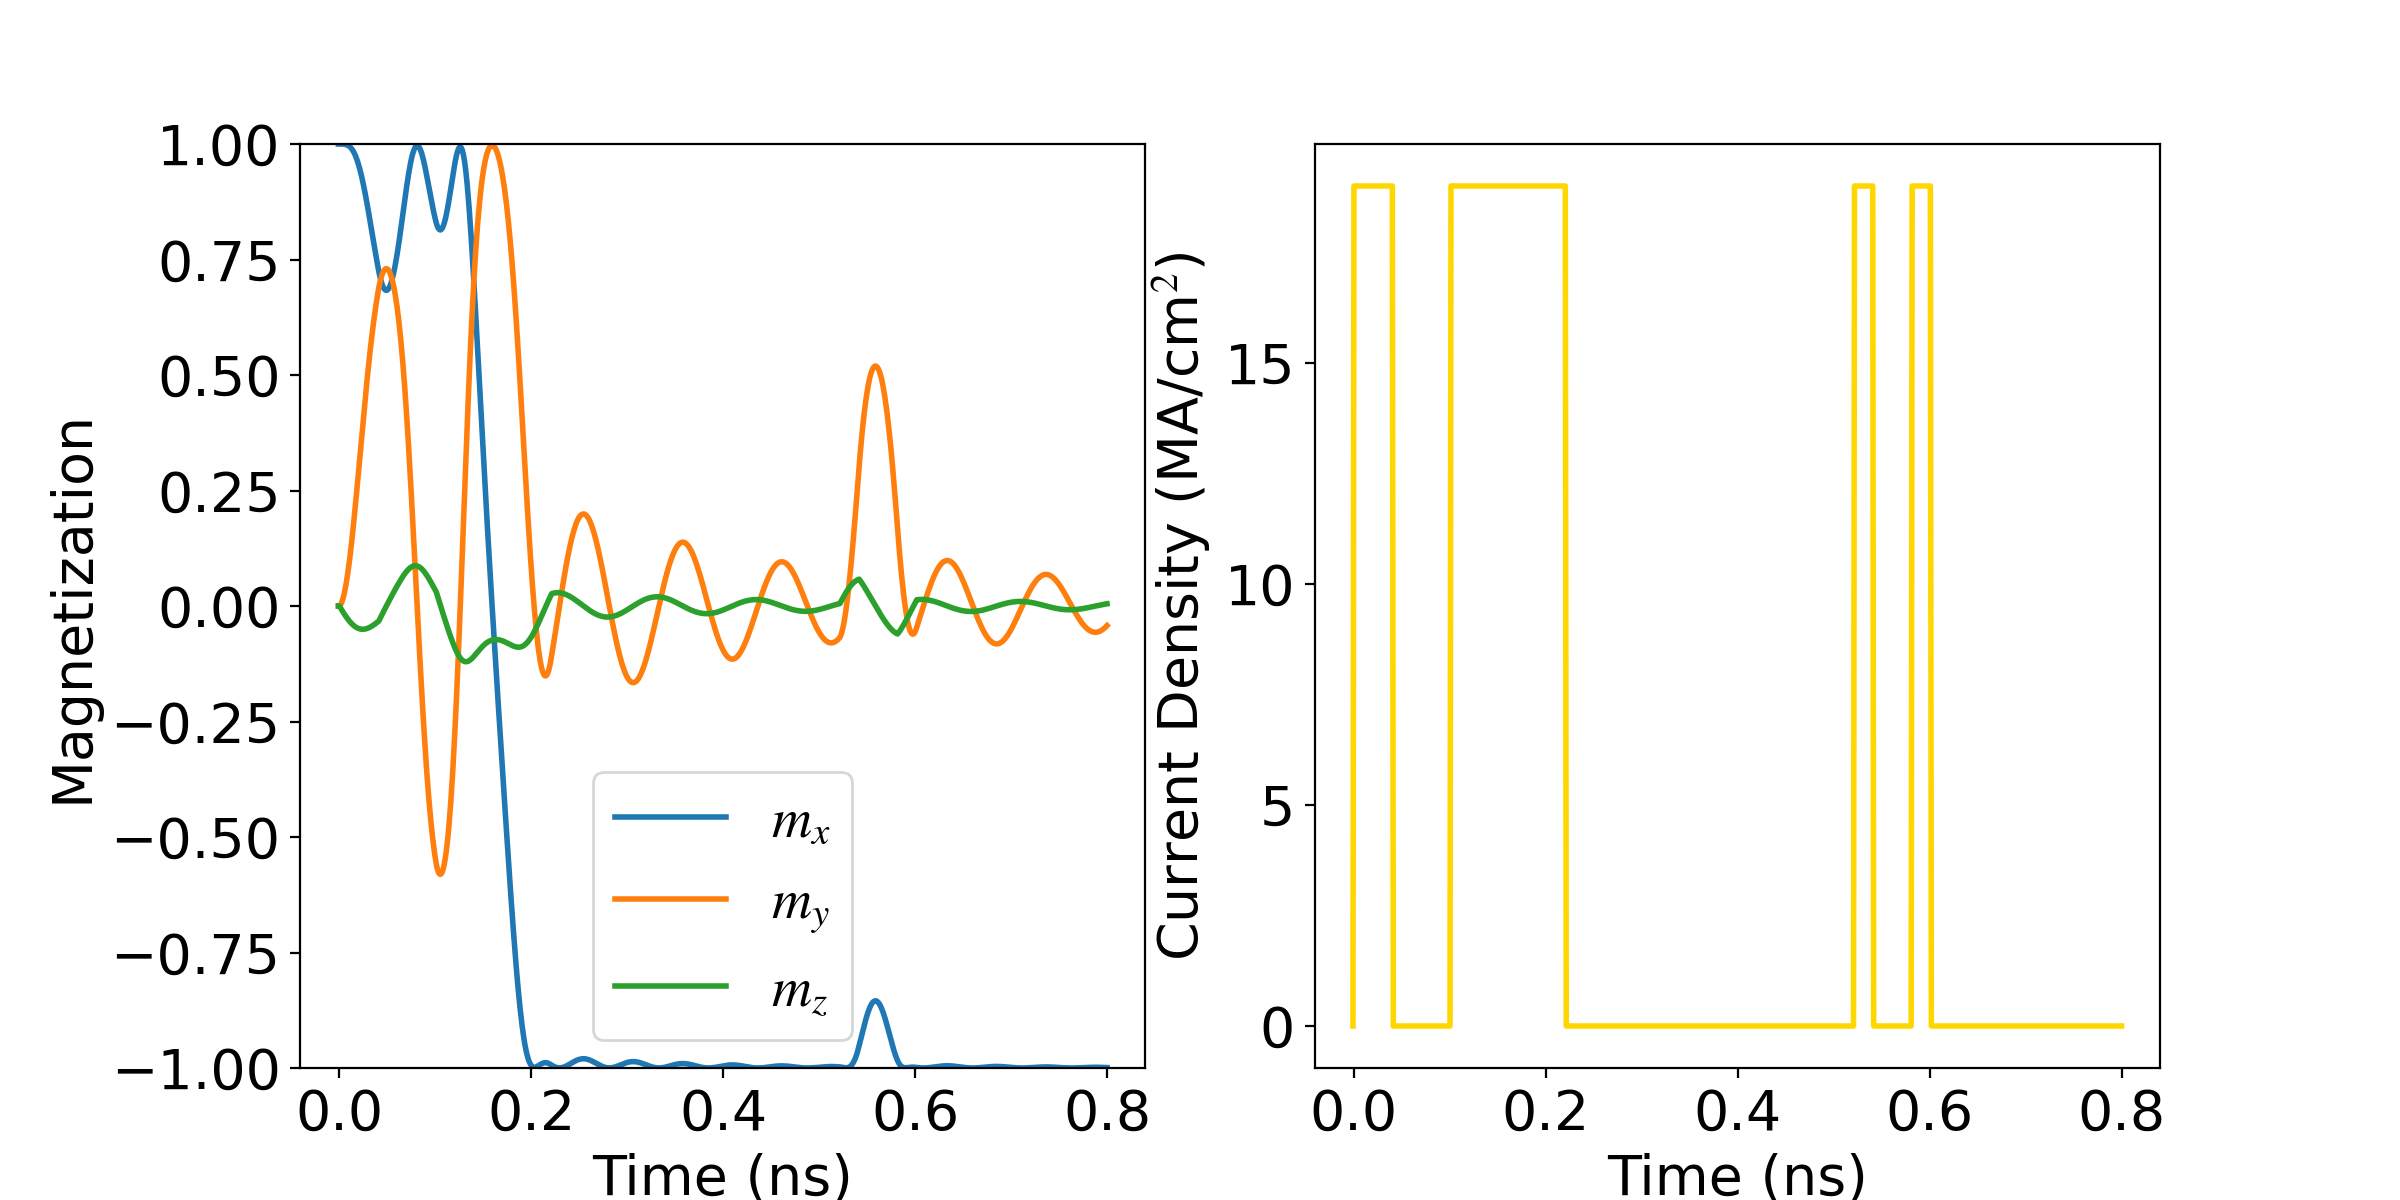 Magnetization
1.00
0.75
0.50
0.25
0.00
−0.25
−0.50
−0.75
−1.00
0.0 0.2 0.4 0.6 0.8
Time (ns)
m_x
m_y
m_z
Current Density (MA/cm²)
15
10
5
0
0.0 0.2 0.4 0.6 0.8
Time (ns)